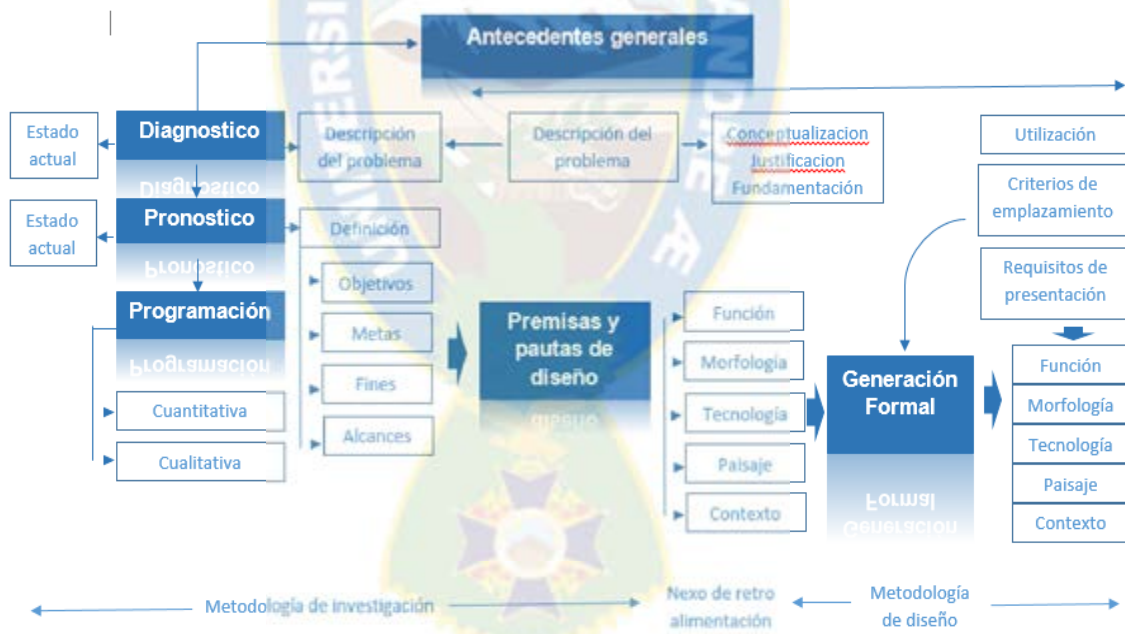 Antecedentes generales
Estado
actual
Diagnostico
Descripción
del problema
Descripción del
problema
Conceptualizacion
Justificacion
Fundamentación
Utilización
Criterios de
emplazamiento
Requisitos de
presentación
Estado
actual
Pronostico
Definición
Objetivos
Metas
Fines
Alcances
Programación
Cuantitativa
Cualitativa
Premisas y
pautas de
diseño
Función
Morfología
Tecnología
Paisaje
Contexto
Generación
Formal
Función
Morfología
Tecnología
Paisaje
Contexto
Metodología de investigación
Nexo de retro
alimentación
Metodología
de diseño
UNIVERSI
ANDRE Æ